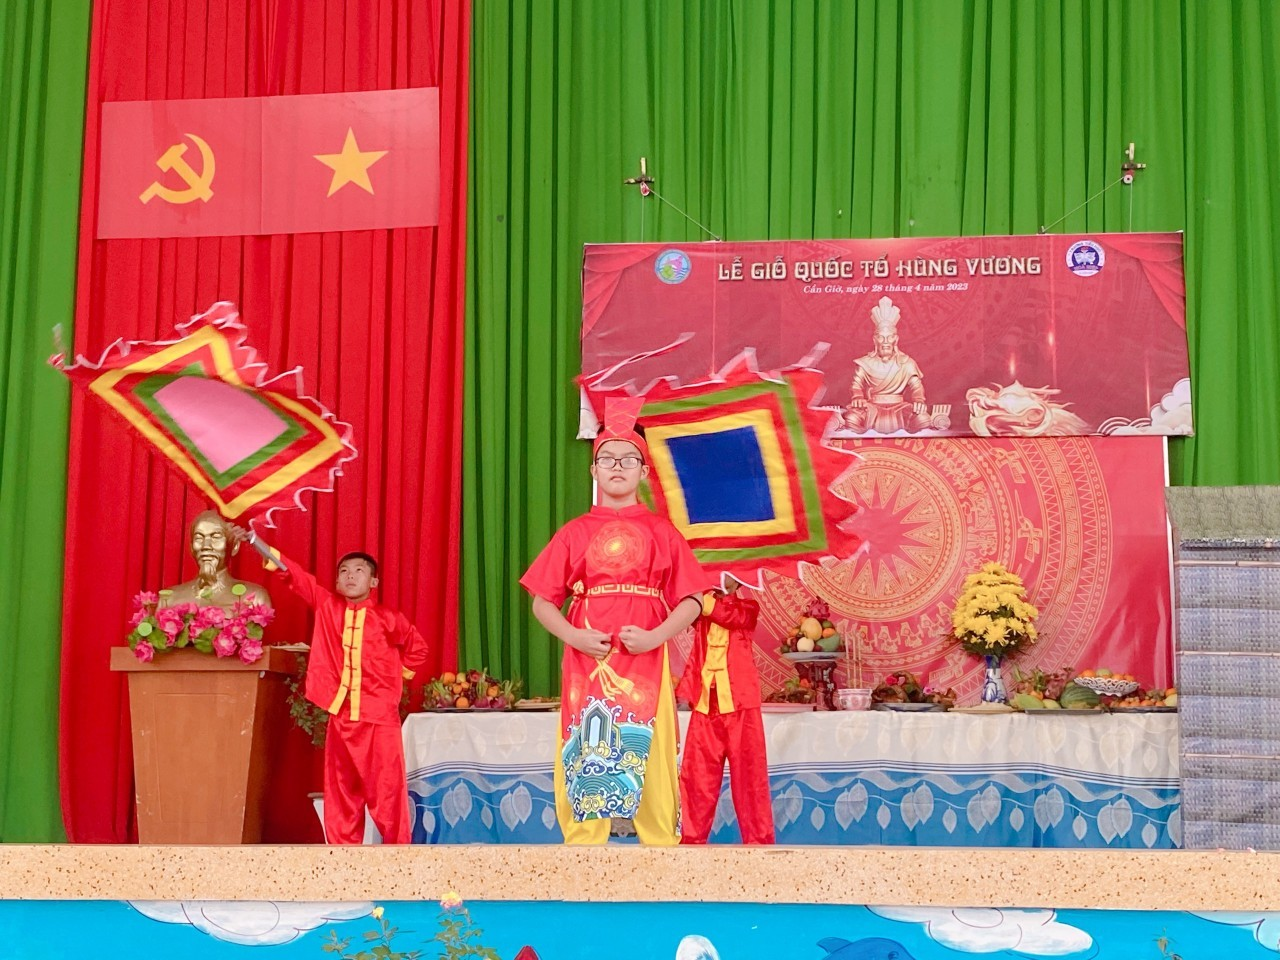 LỄ GIỖ QUỐC TỔ HÙNG VƯƠNG
Cần Giờ, ngày 28 tháng 4 năm 2023